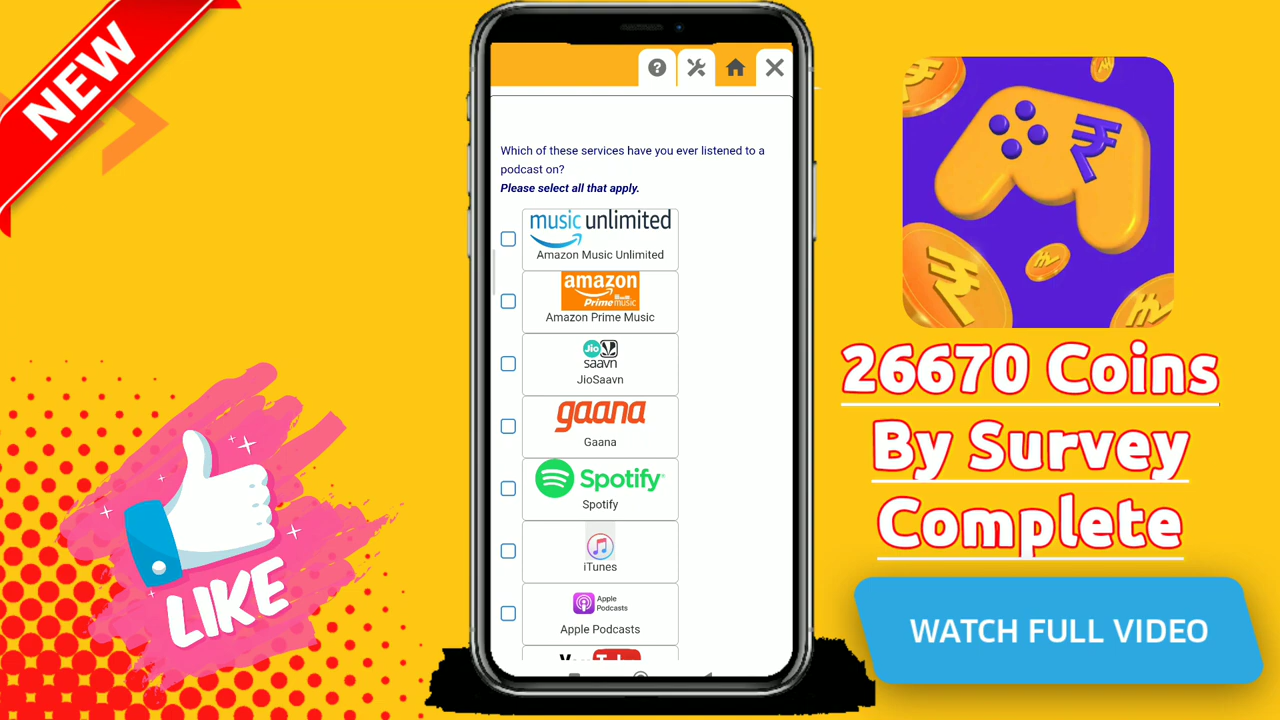 NEW
?
Which of these services have you ever listened to a
podcast on?
Please select all that apply.
music unlimited
Amazon Music Unlimited
amazon
Prime music
Amazon Prime Music
Jio
saavn
JioSaavn
gaana
Gaana
Spotify
Spotify
iTunes
Apple
Podcasts
Apple Podcasts
LIKE
₹
₹
₹
26670 Coins
By Survey
Complete
WATCH FULL VIDEO